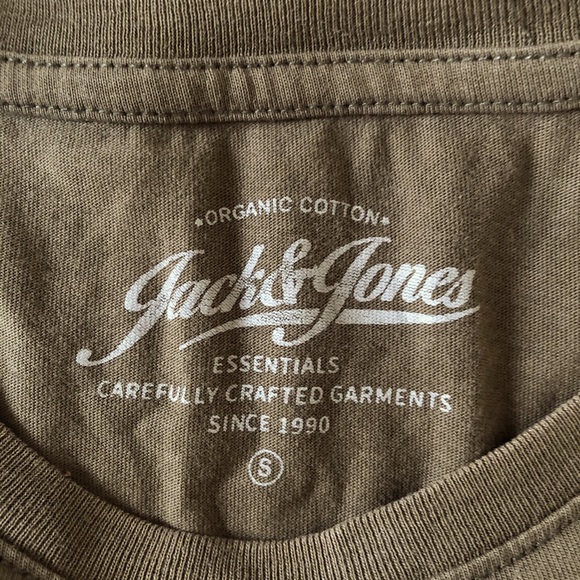 *ORGANIC COTTON*
Jack&Jones
ESSENTIALS
CAREFULLY CRAFTED GARMENTS
SINCE 1990
S